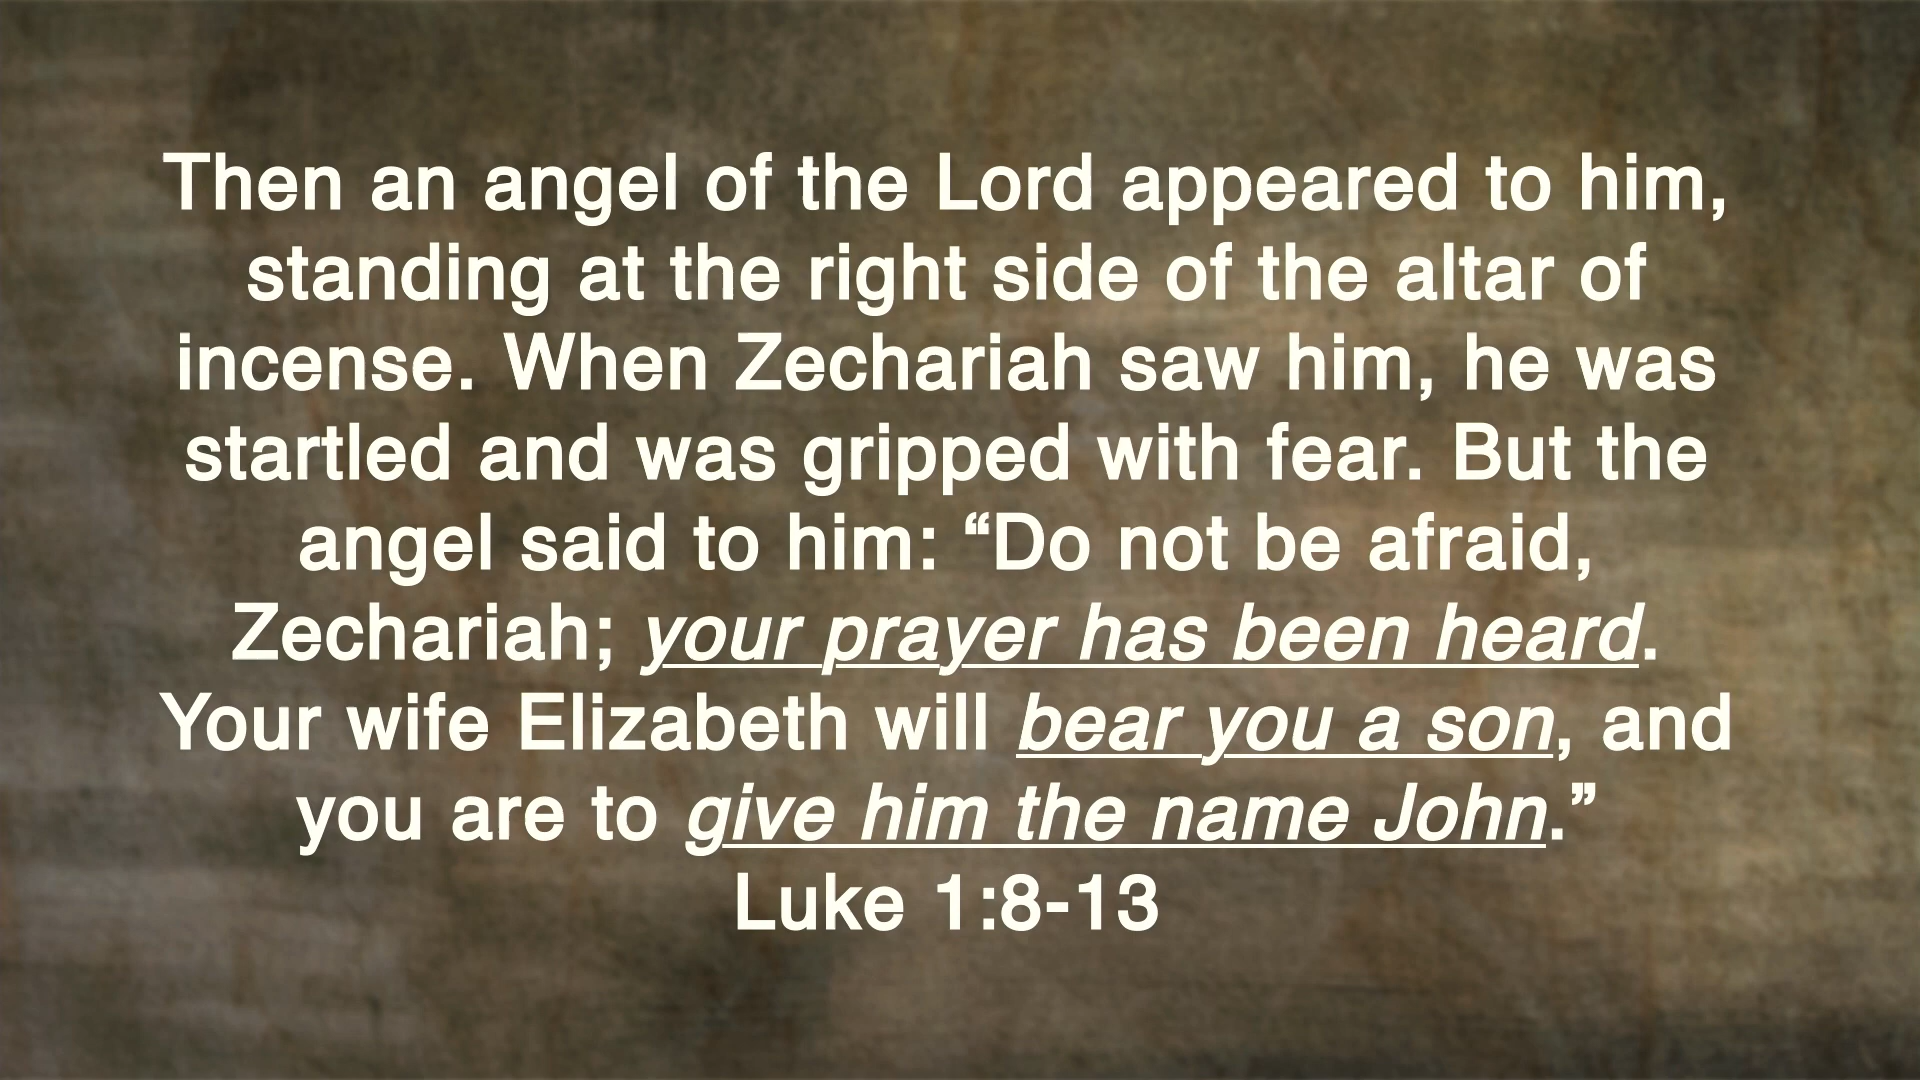 Then an angel of the Lord appeared to him,
standing at the right side of the altar of
incense. When Zechariah saw him, he was
startled and was gripped with fear. But the
angel said to him: “Do not be afraid,
Zechariah; your prayer has been heard.
Your wife Elizabeth will bear you a son, and
you are to give him the name John.”
Luke 1:8-13